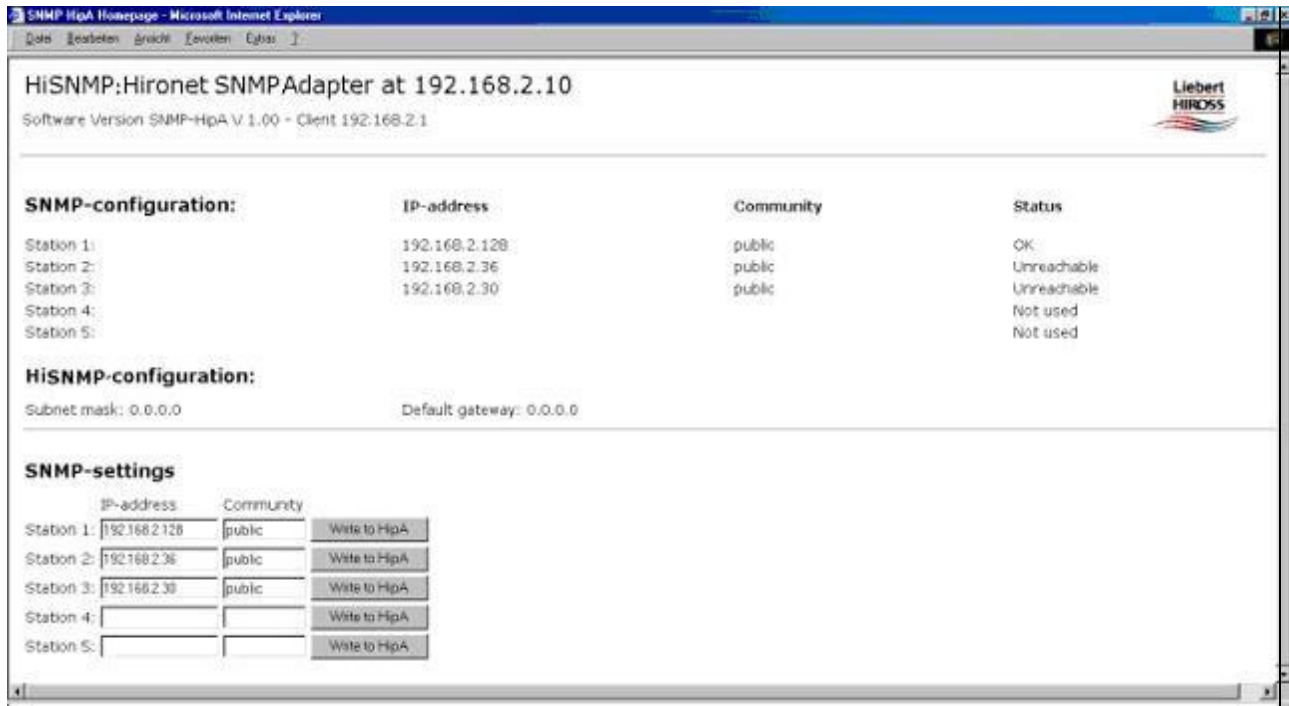 SNMP HipA Homepage - Microsoft Internet Explorer
Datei Bearbeiten Ansicht Favoriten Extras ?
HiSNMP:Hironet SNMPAdapter at 192.168.2.10
Liebert
HIROSS
Software Version SNMP-HipA V 1.00 - Client 192.168.2.1
SNMP-configuration: IP-address Community Status
Station 1: 192.168.2.128 public OK
Station 2: 192.168.2.36 public Unreachable
Station 3: 192.168.2.30 public Unreachable
Station 4: Not used
Station 5: Not used
HiSNMP-configuration:
Subnet mask: 0.0.0.0 Default gateway: 0.0.0.0
SNMP-settings
IP-address Community
Station 1: 192.168.2.128 public Write to HipA
Station 2: 192.168.2.36 public Write to HipA
Station 3: 192.168.2.30 public Write to HipA
Station 4: Write to HipA
Station 5: Write to HipA